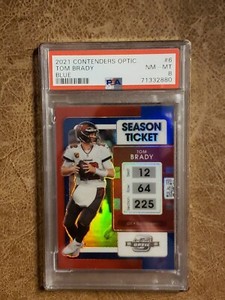 2021 CONTENDERS OPTIC #6
TOM BRADY NM - MT
BLUE 8
PSA 71332880
SEASON
TICKET
TOM
BRADY
12
64
225
OPTIC